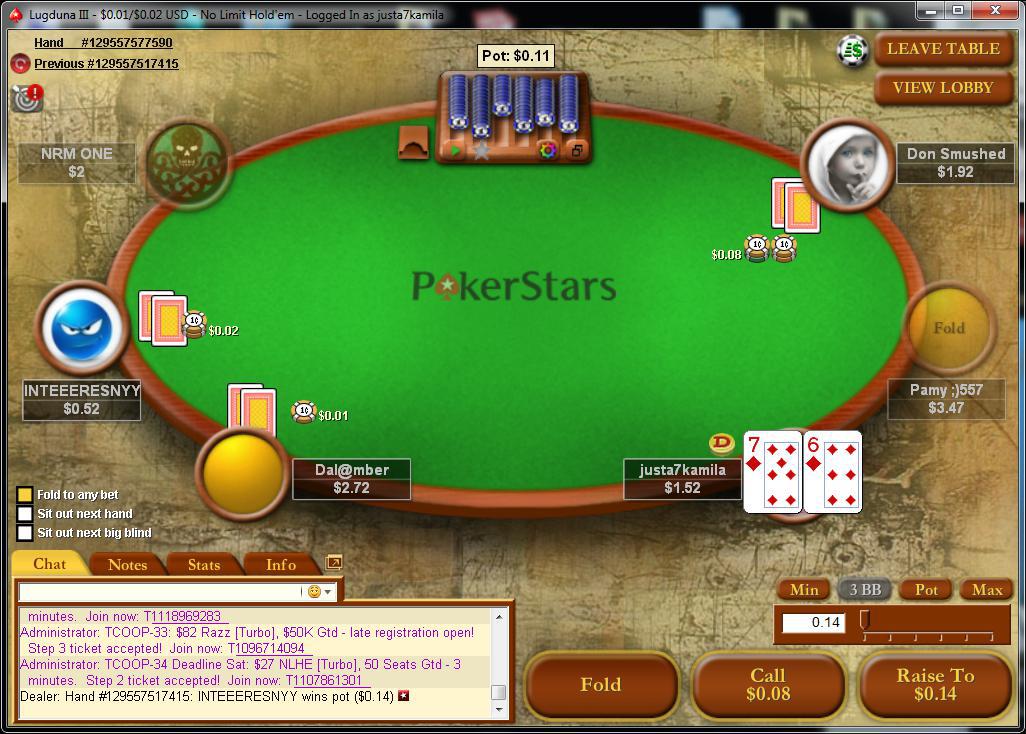 Lugduna III - $0.01/$0.02 USD - No Limit Hold'em - Logged In as justa7kamila
Hand #129557577590
Previous #129557517415
Pot: $0.11
LEAVE TABLE
VIEW LOBBY
NRM ONE
$2
Don Smushed
$1.92
$0.08
1¢ 1¢
PokerStars
1¢
$0.02
Fold
INTEEERESNYY
$0.52
Pamy ;)557
$3.47
1¢
$0.01
D
7 6
Dal@mber
$2.72
justa7kamila
$1.52
Fold to any bet
Sit out next hand
Sit out next big blind
Chat Notes Stats Info
minutes. Join now: T1118969283
Administrator: TCOOP-33: $82 Razz [Turbo], $50K Gtd - late registration open!
Step 3 ticket accepted! Join now: T1096714094
Administrator: TCOOP-34 Deadline Sat: $27 NLHE [Turbo], 50 Seats Gtd - 3
minutes. Step 2 ticket accepted! Join now: T1107861301
Dealer: Hand #129557517415: INTEEERESNYY wins pot ($0.14)
Min 3 BB Pot Max
0.14
Fold
Call
$0.08
Raise To
$0.14